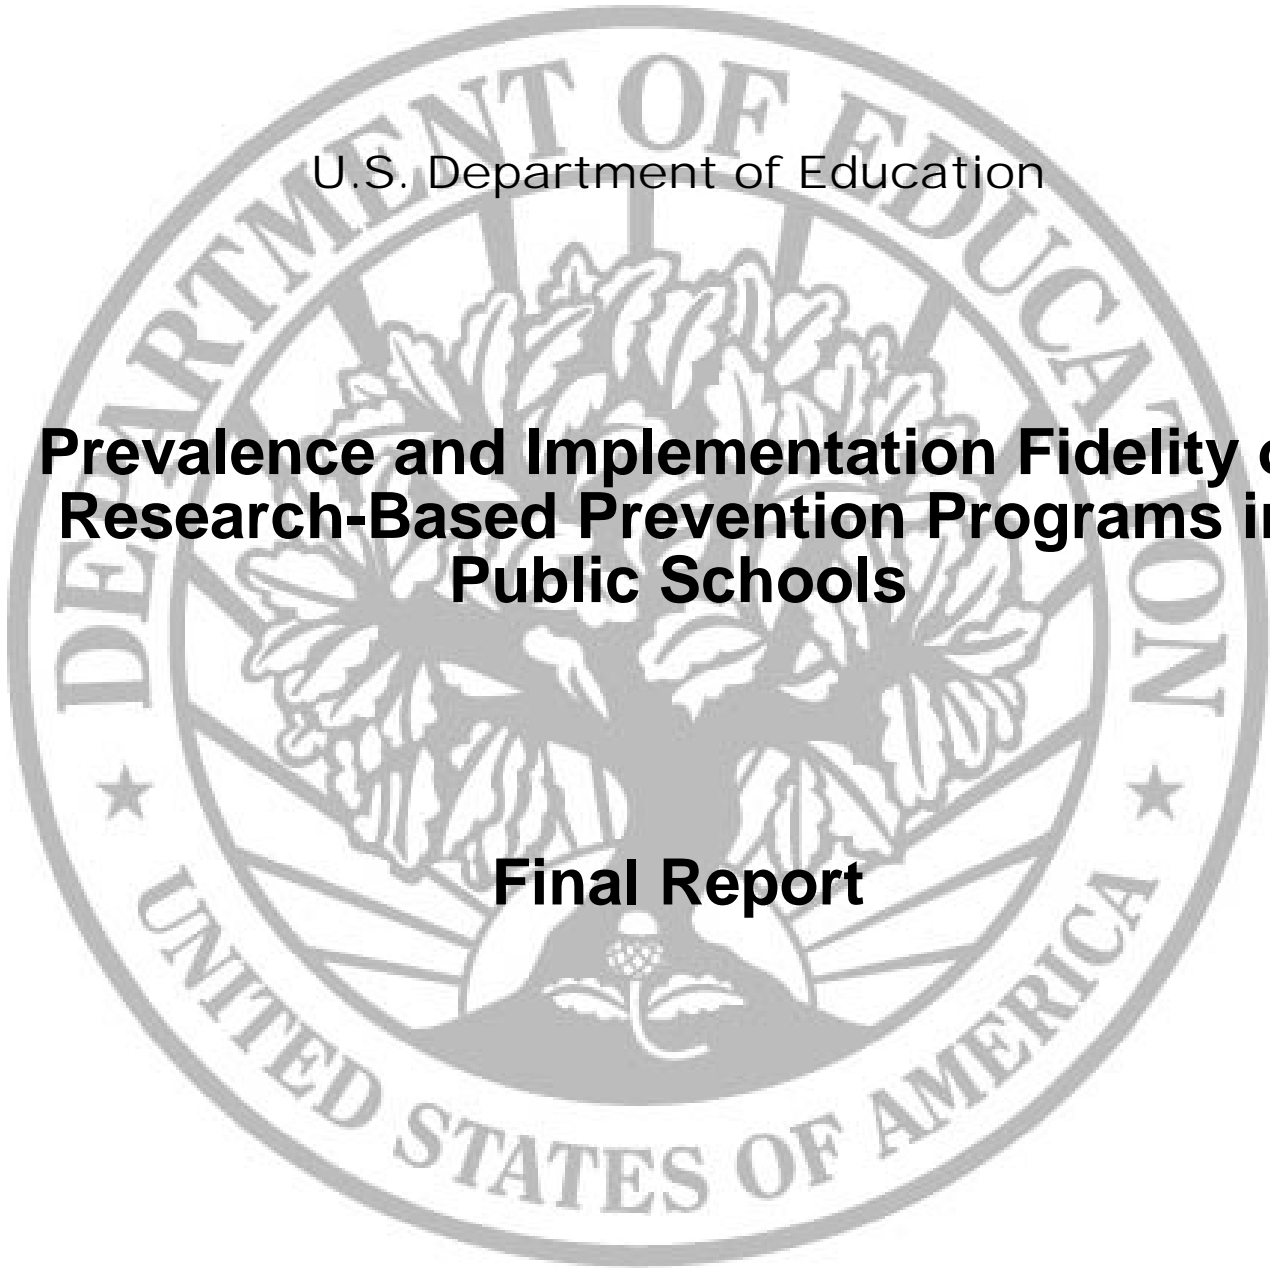 DEPARTMENT OF EDUCATION
U.S. Department of Education
Prevalence and Implementation Fidelity
Research-Based Prevention Programs in
Public Schools
Final Report
UNITED STATES OF AMERICA